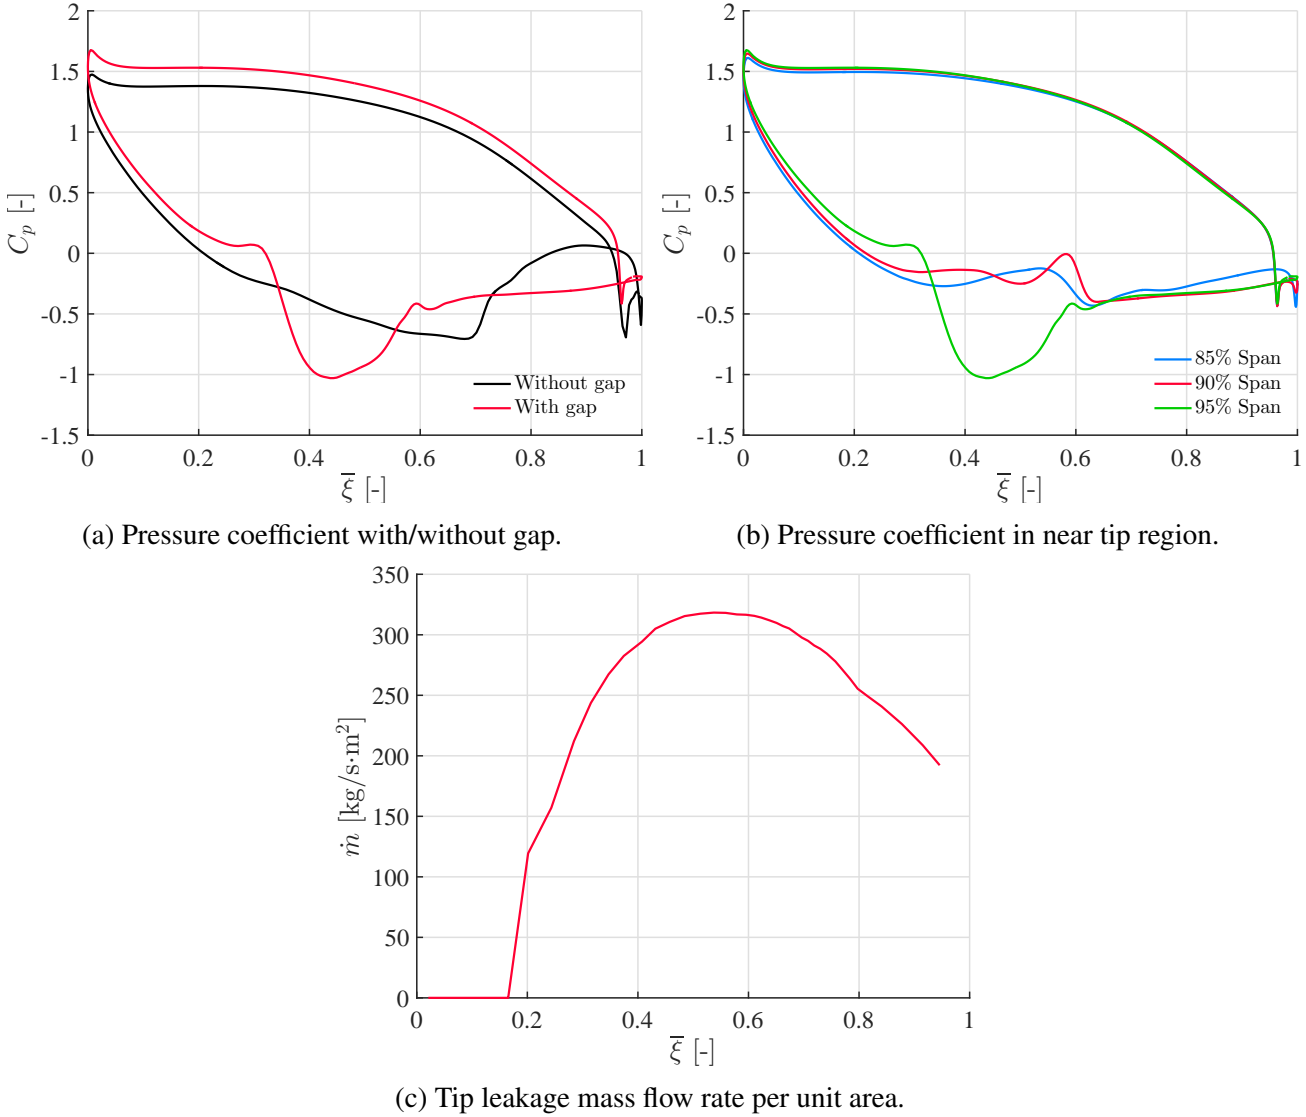 2
1.5
1
0.5
0
-0.5
-1
-1.5
C_p [-]
Without gap
With gap
0 0.2 0.4 0.6 0.8 1
ξ̅ [-]
(a) Pressure coefficient with/without gap.
2
1.5
1
0.5
0
-0.5
-1
-1.5
C_p [-]
85% Span
90% Span
95% Span
0 0.2 0.4 0.6 0.8 1
ξ̅ [-]
(b) Pressure coefficient in near tip region.
350
300
250
200
150
100
50
0
ṁ [kg/s·m²]
0 0.2 0.4 0.6 0.8 1
ξ̅ [-]
(c) Tip leakage mass flow rate per unit area.